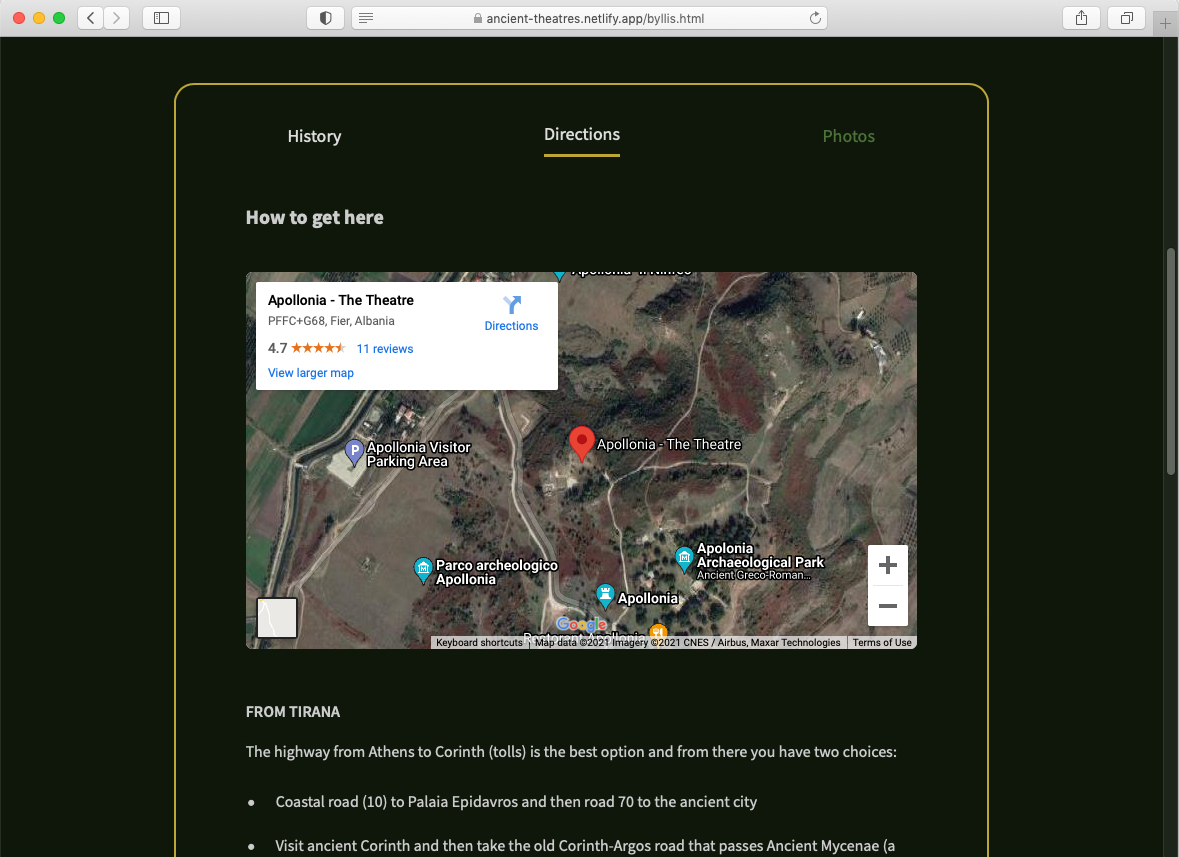 ancient-theatres.netlify.app/byllis.html
History
Directions
Photos
How to get here
Apollonia - The Theatre
PFFC+G68, Fier, Albania
4.7
11 reviews
View larger map
Directions
Apollonia - The Theatre
P
Apollonia Visitor
Parking Area
Parco archeologico
Apollonia
Apolonia
Archaeological Park
Ancient Greco-Roman...
Apollonia
Google
Keyboard shortcuts
Map data ©2021 Imagery ©2021 CNES / Airbus, Maxar Technologies
Terms of Use
FROM TIRANA
The highway from Athens to Corinth (tolls) is the best option and from there you have two choices:
● Coastal road (10) to Palaia Epidavros and then road 70 to the ancient city
● Visit ancient Corinth and then take the old Corinth-Argos road that passes Ancient Mycenae (a